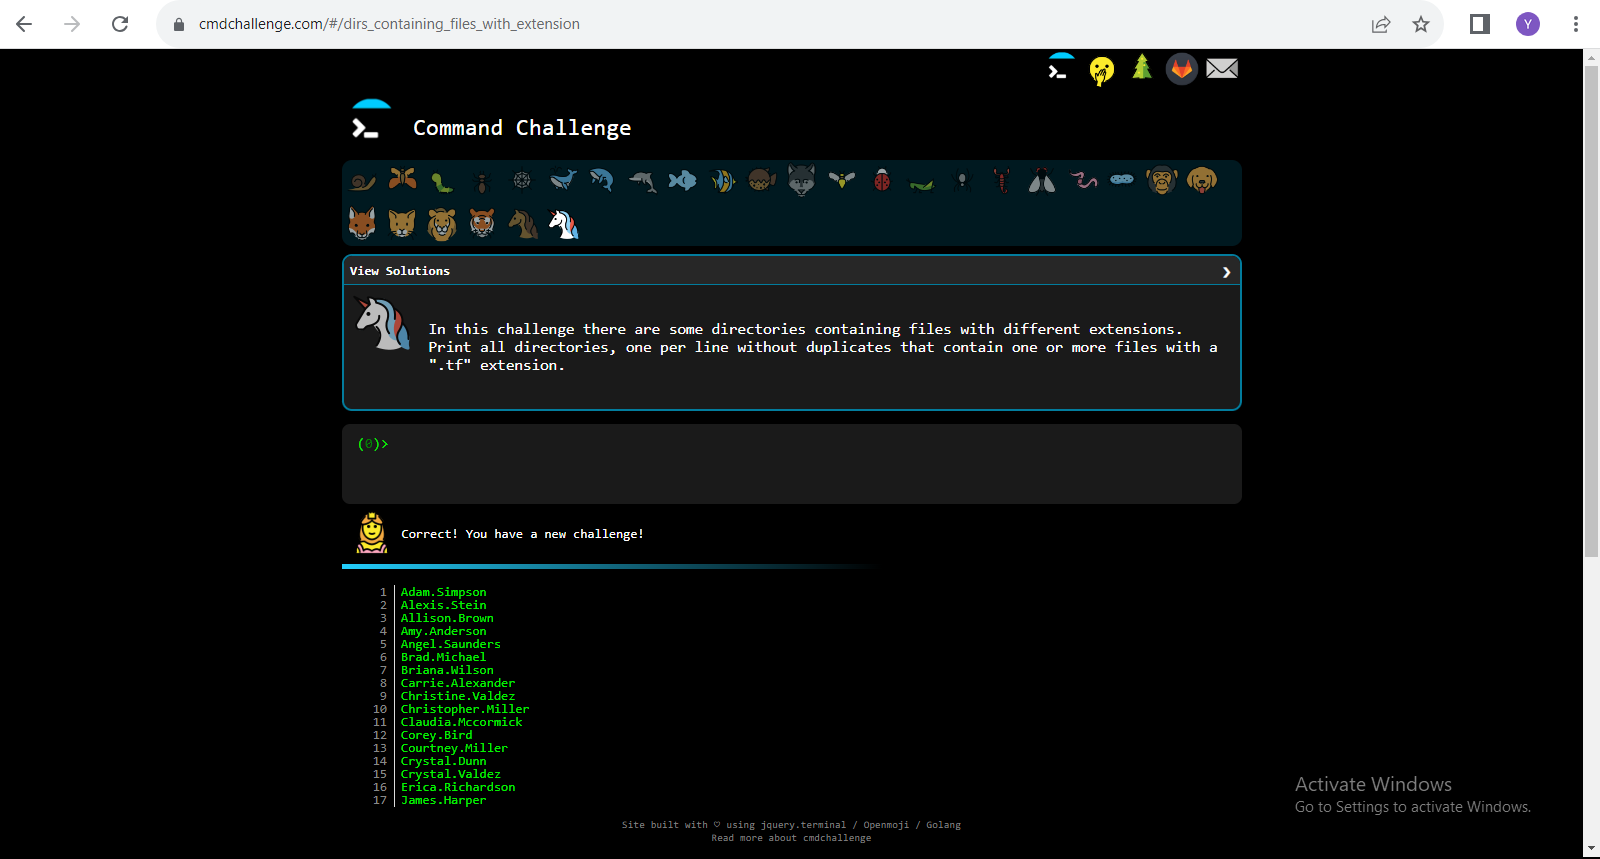 cmdchallenge.com/#/dirs_containing_files_with_extension
Y
Command Challenge
View Solutions
In this challenge there are some directories containing files with different extensions.
Print all directories, one per line without duplicates that contain one or more files with a
".tf" extension.
(0)>
Correct! You have a new challenge!
1 Adam.Simpson
2 Alexis.Stein
3 Allison.Brown
4 Amy.Anderson
5 Angel.Saunders
6 Brad.Michael
7 Briana.Wilson
8 Carrie.Alexander
9 Christine.Valdez
10 Christopher.Miller
11 Claudia.Mccormick
12 Corey.Bird
13 Courtney.Miller
14 Crystal.Dunn
15 Crystal.Valdez
16 Erica.Richardson
17 James.Harper
Activate Windows
Go to Settings to activate Windows.
Site built with ♡ using jquery.terminal / Openmoji / Golang
Read more about cmdchallenge